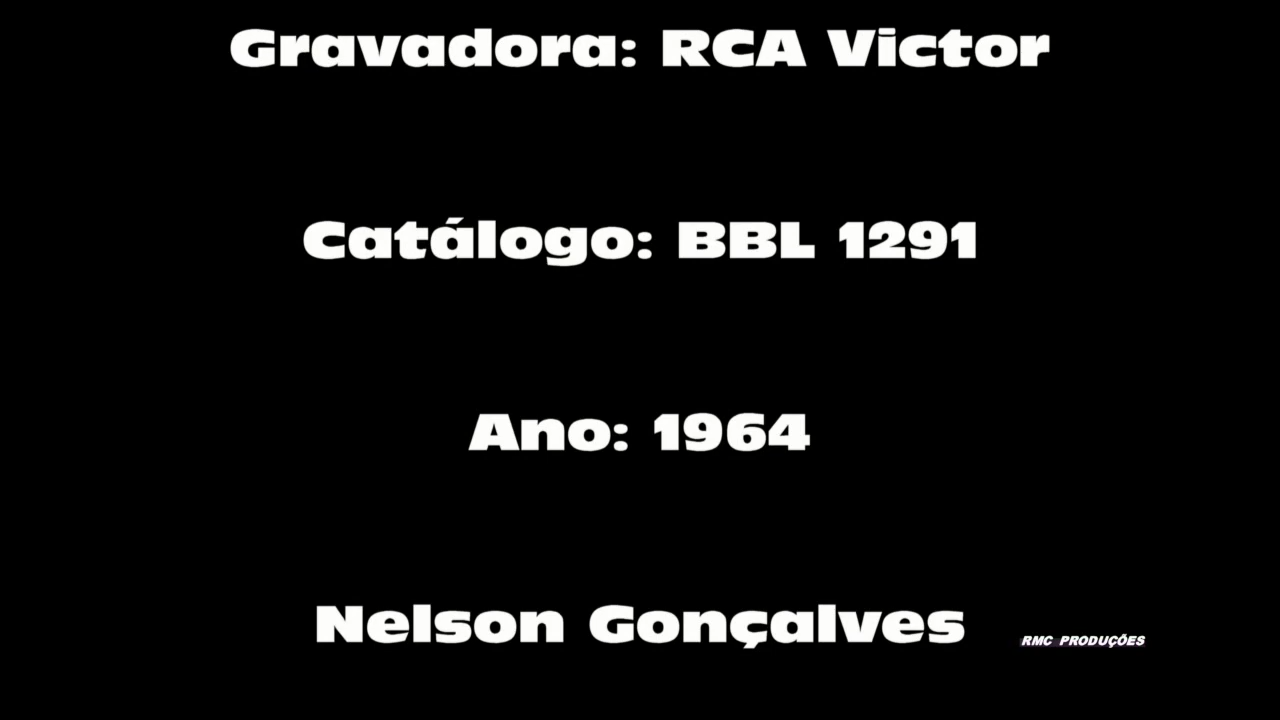 Gravadora: RCA Victor
Catálogo: BBL 1291
Ano: 1964
Nelson Gonçalves
RMC PRODUÇÕES